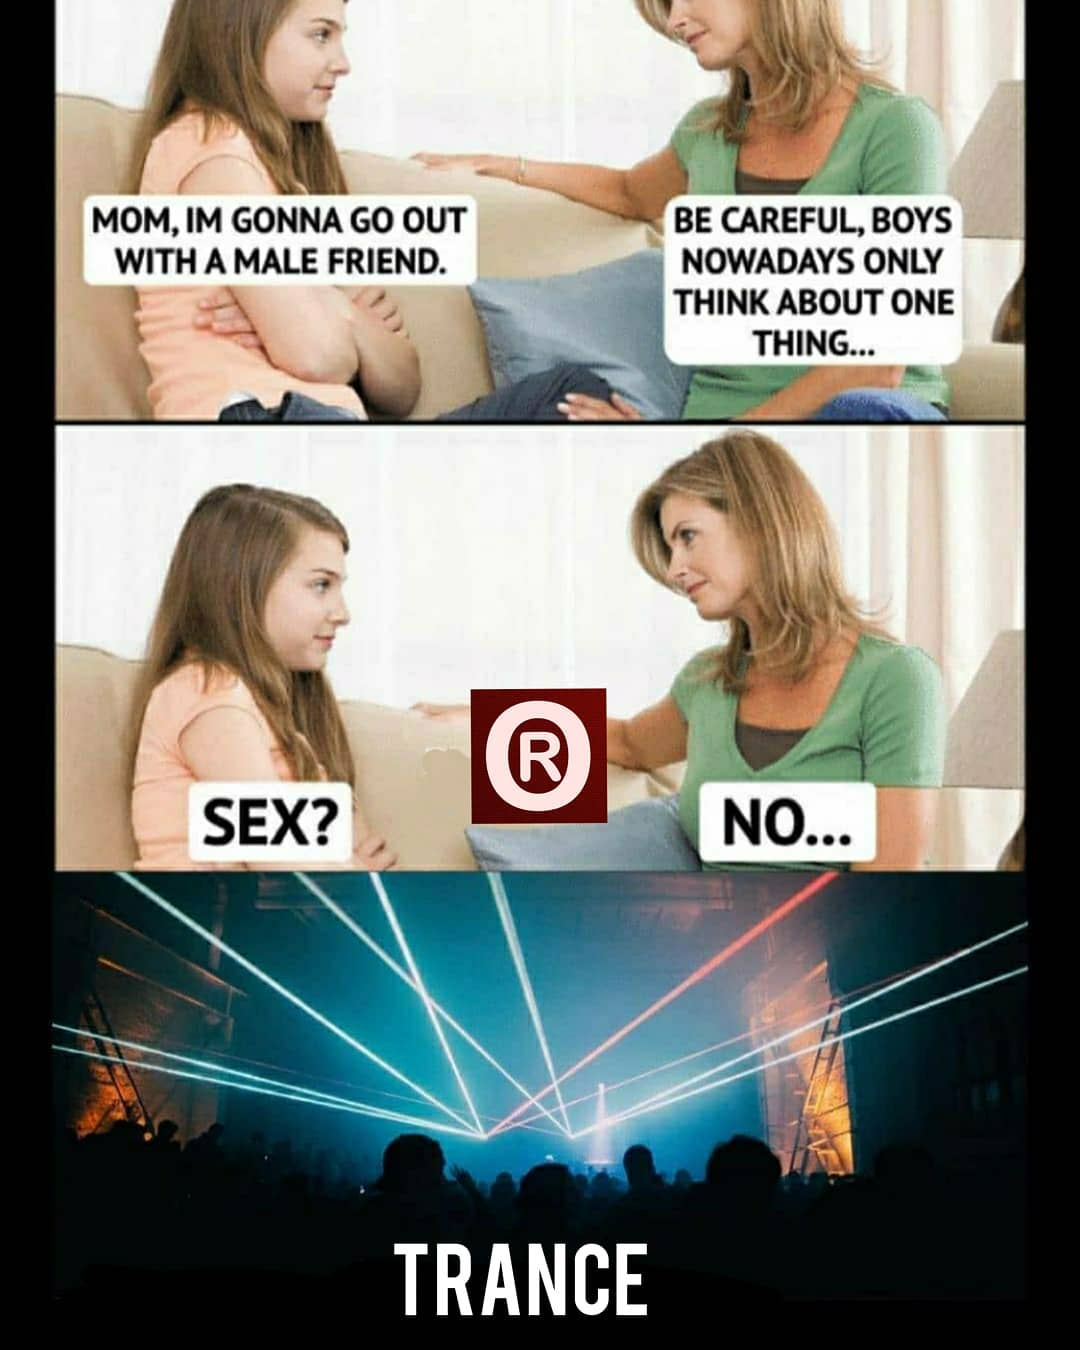 MOM, IM GONNA GO OUT
WITH A MALE FRIEND.
BE CAREFUL, BOYS
NOWADAYS ONLY
THINK ABOUT ONE
THING...
®
SEX?
NO...
TRANCE